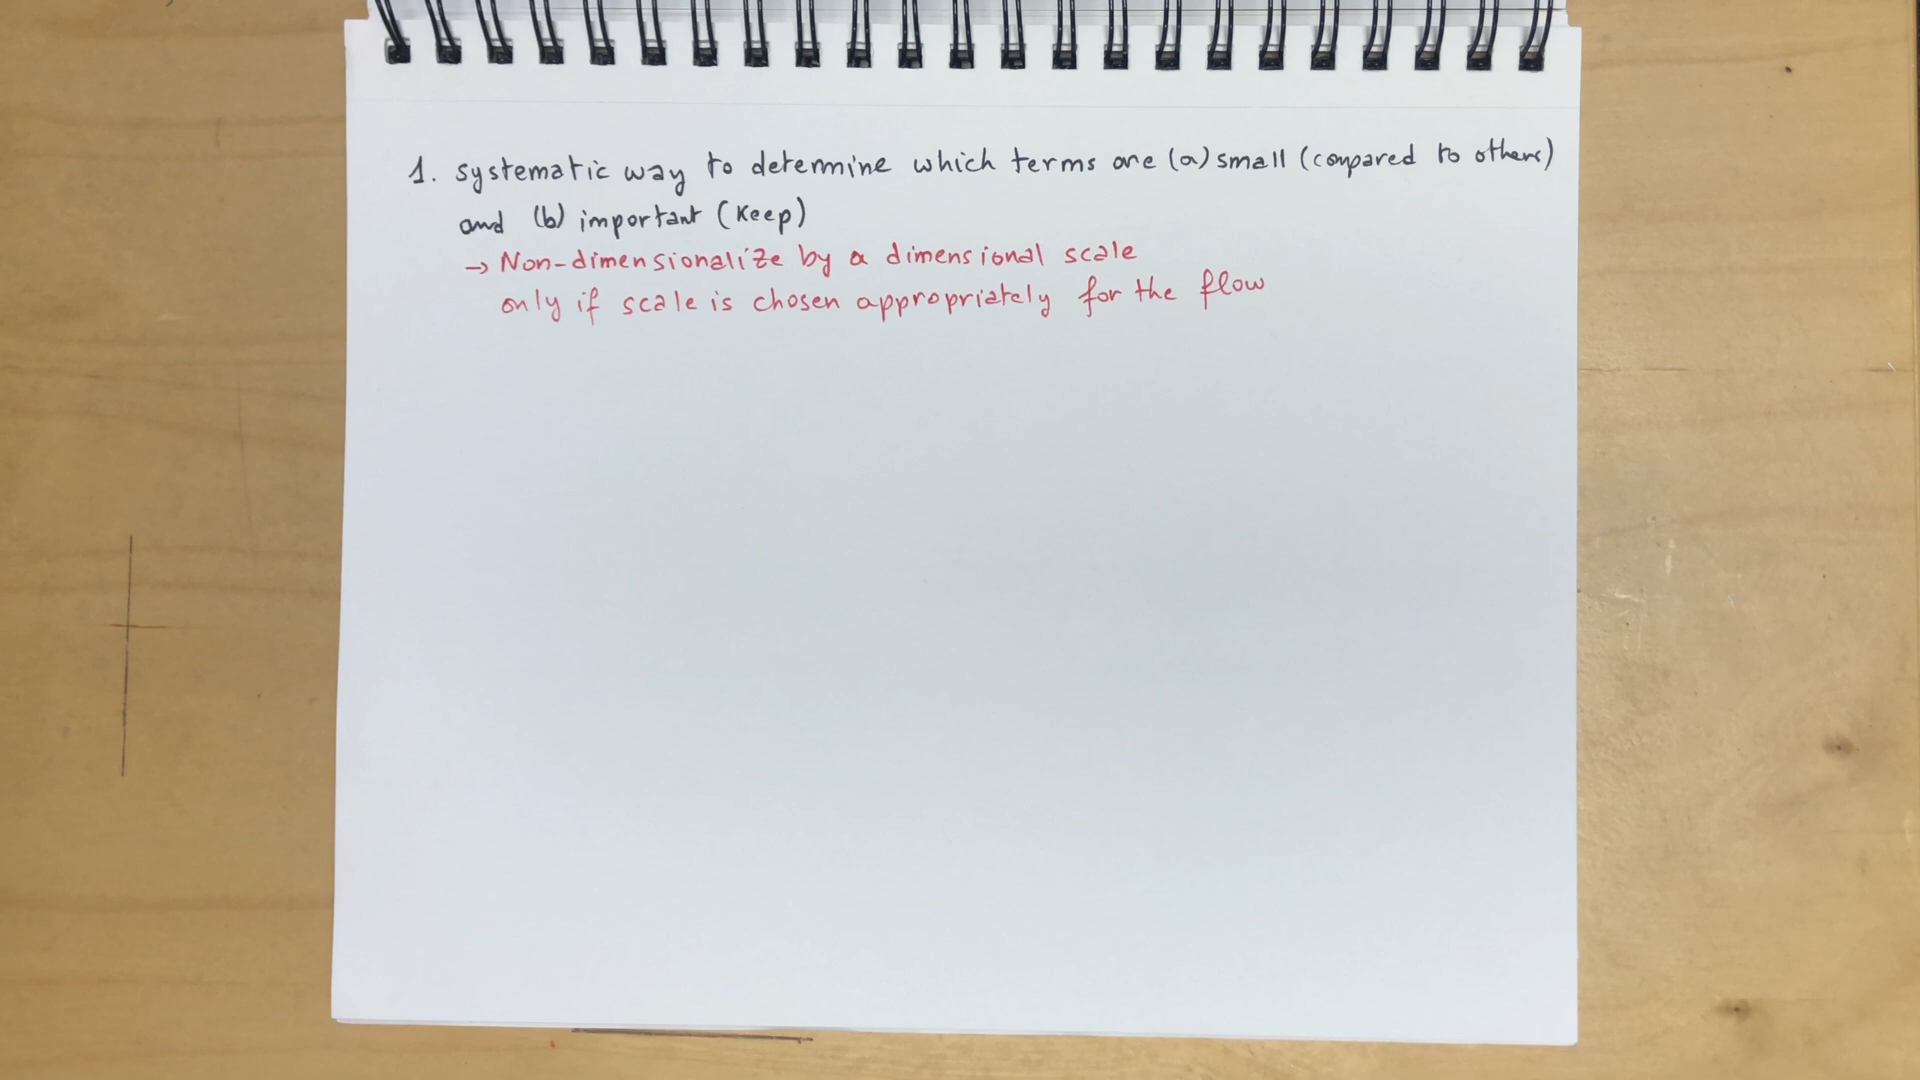 1. systematic way to determine which terms are (a) small (compared to others)
and (b) important (Keep)
→ Non-dimensionalize by a dimensional scale
only if scale is chosen appropriately for the flow